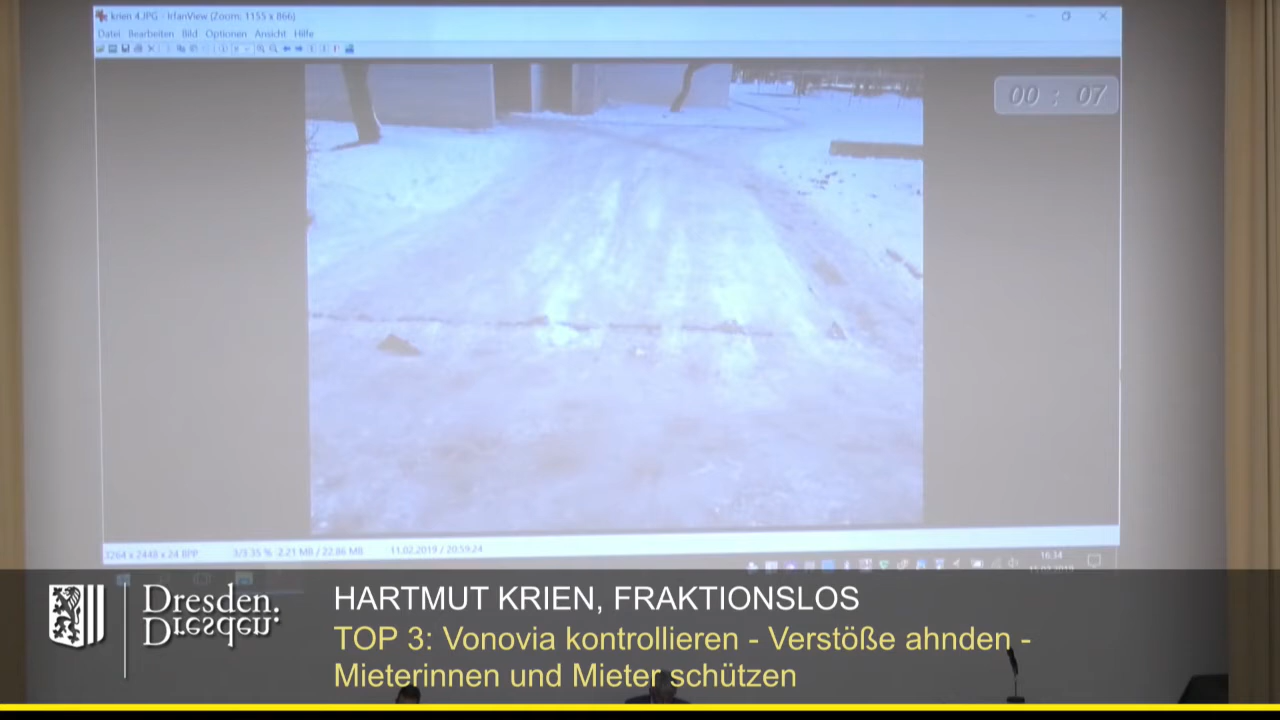 krien 4.JPG - IrfanView (Zoom: 1155 x 866)
Datei Bearbeiten Bild Optionen Ansicht Hilfe
00 : 07
3264 x 2448 x 24 BPP 3/3 35 % 2.21 MB / 22.86 MB 11.02.2019 / 20:59:24
16:34
Dresden.
Dresden.
HARTMUT KRIEN, FRAKTIONSLOS
TOP 3: Vonovia kontrollieren - Verstöße ahnden -
Mieterinnen und Mieter schützen